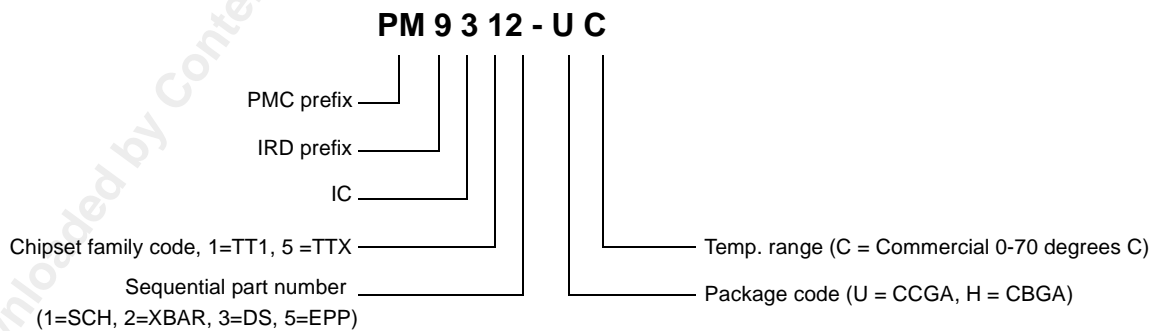 PM 9 3 12 - U C
PMC prefix
IRD prefix
IC
Chipset family code, 1=TT1, 5 =TTX
Sequential part number
(1=SCH, 2=XBAR, 3=DS, 5=EPP)
Temp. range (C = Commercial 0-70 degrees C)
Package code (U = CCGA, H = CBGA)